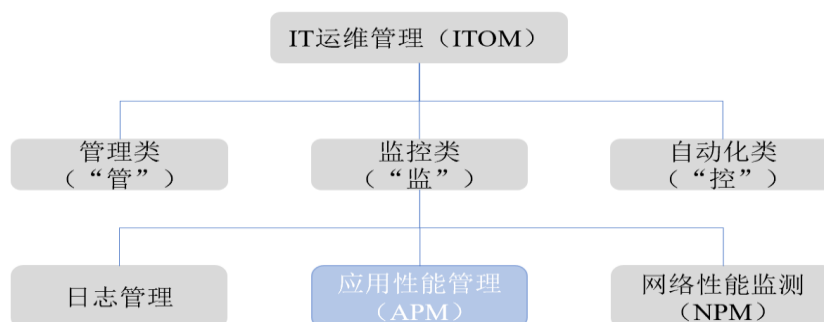 IT运维管理（ITOM）
管理类
（“管”）
监控类
（“监”）
自动化类
（“控”）
日志管理
应用性能管理
（APM）
网络性能监测
（NPM）